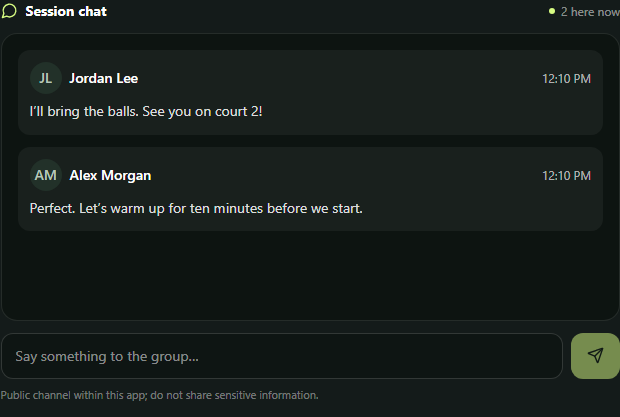 Session chat
2 here now
JL Jordan Lee 12:10 PM
I’ll bring the balls. See you on court 2!
AM Alex Morgan 12:10 PM
Perfect. Let’s warm up for ten minutes before we start.
Say something to the group...
Public channel within this app; do not share sensitive information.